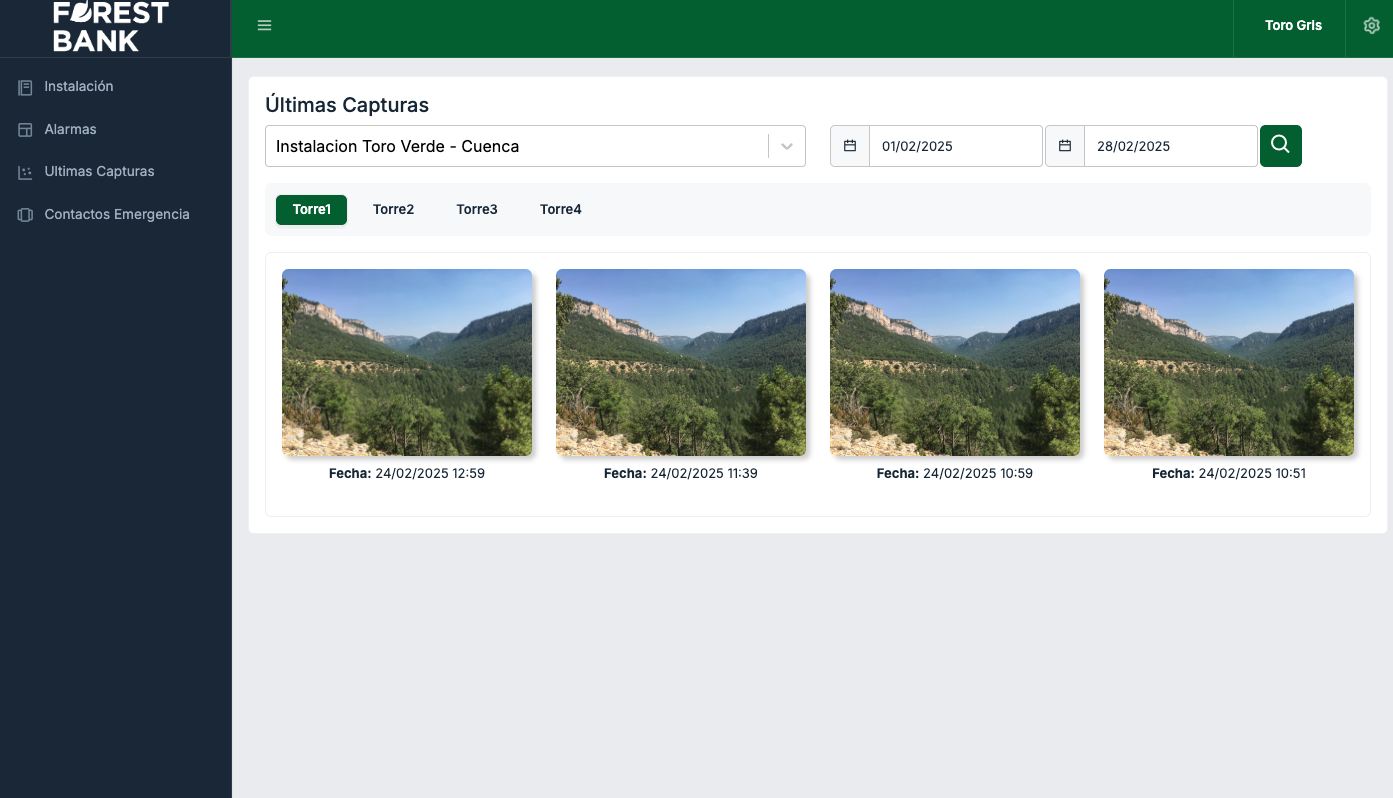 FOREST
BANK
Toro Gris
Instalación
Alarmas
Ultimas Capturas
Contactos Emergencia
Últimas Capturas
Instalacion Toro Verde - Cuenca
01/02/2025
28/02/2025
Torre1
Torre2
Torre3
Torre4
Fecha: 24/02/2025 12:59
Fecha: 24/02/2025 11:39
Fecha: 24/02/2025 10:59
Fecha: 24/02/2025 10:51